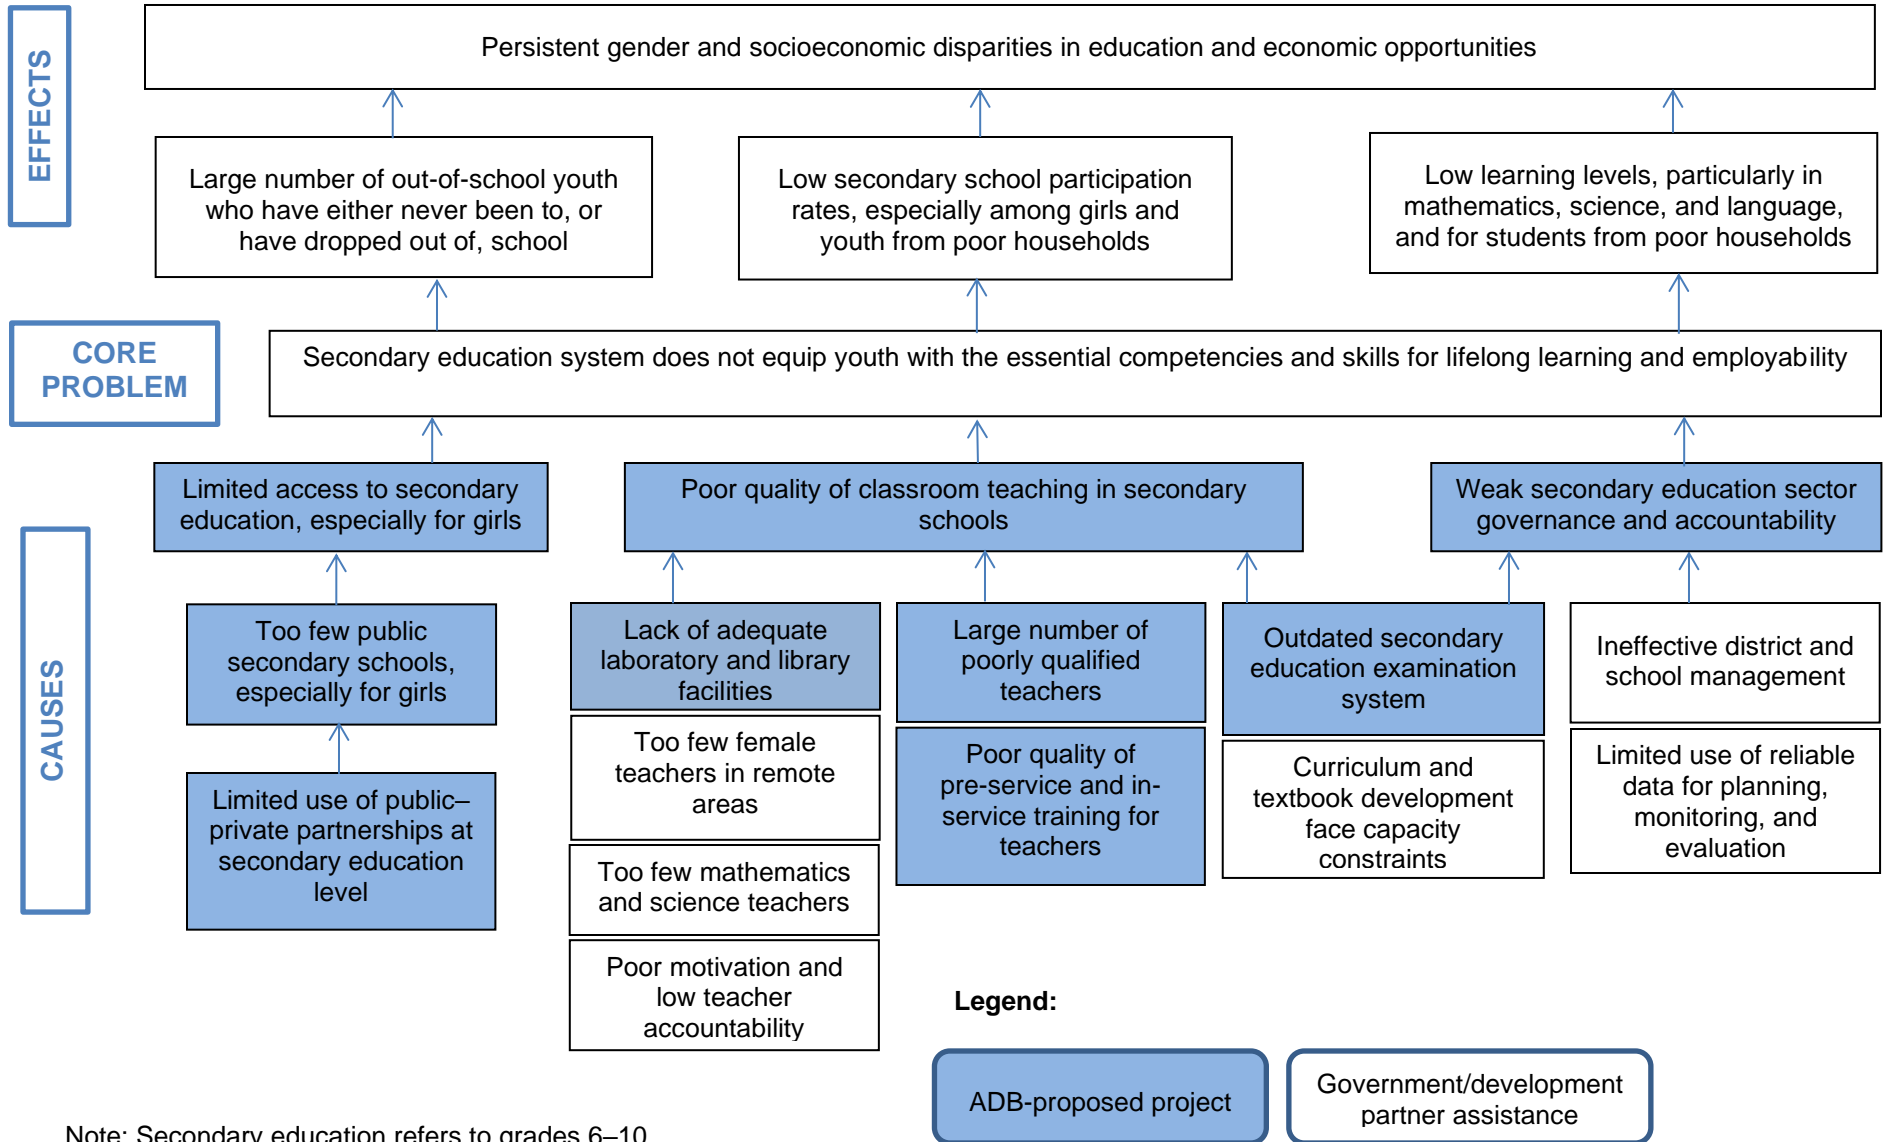 EFFECTS
Persistent gender and socioeconomic disparities in education and economic opportunities
Large number of out-of-school youth
who have either never been to, or
have dropped out of, school
Low secondary school participation
rates, especially among girls and
youth from poor households
Low learning levels, particularly in
mathematics, science, and language,
and for students from poor households
CORE
PROBLEM
Secondary education system does not equip youth with the essential competencies and skills for lifelong learning and employability
CAUSES
Limited access to secondary
education, especially for girls
Poor quality of classroom teaching in secondary
schools
Weak secondary education sector
governance and accountability
Too few public
secondary schools,
especially for girls
Limited use of public–
private partnerships at
secondary education
level
Lack of adequate
laboratory and library
facilities
Too few female
teachers in remote
areas
Too few mathematics
and science teachers
Poor motivation and
low teacher
accountability
Large number of
poorly qualified
teachers
Poor quality of
pre-service and in-
service training for
teachers
Outdated secondary
education examination
system
Curriculum and
textbook development
face capacity
constraints
Ineffective district and
school management
Limited use of reliable
data for planning,
monitoring, and
evaluation
Legend:
ADB-proposed project
Government/development
partner assistance
Note: Secondary education refers to grades 6–10